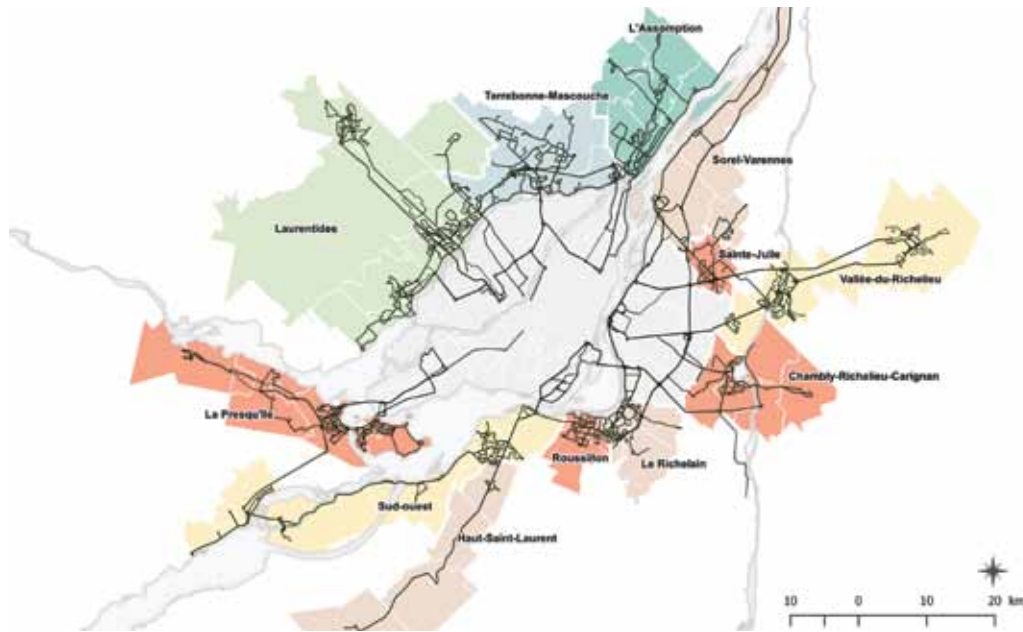 L'Assomption
Terrebonne-Mascouche
Sorel-Varennes
Laurentides
Sainte-Julie
Vallée-du-Richelieu
Chambly-Richelieu-Carignan
La Presqu'île
Roussillon
Le Richelain
Sud-ouest
Haut-Saint-Laurent
10 0 10 20 km